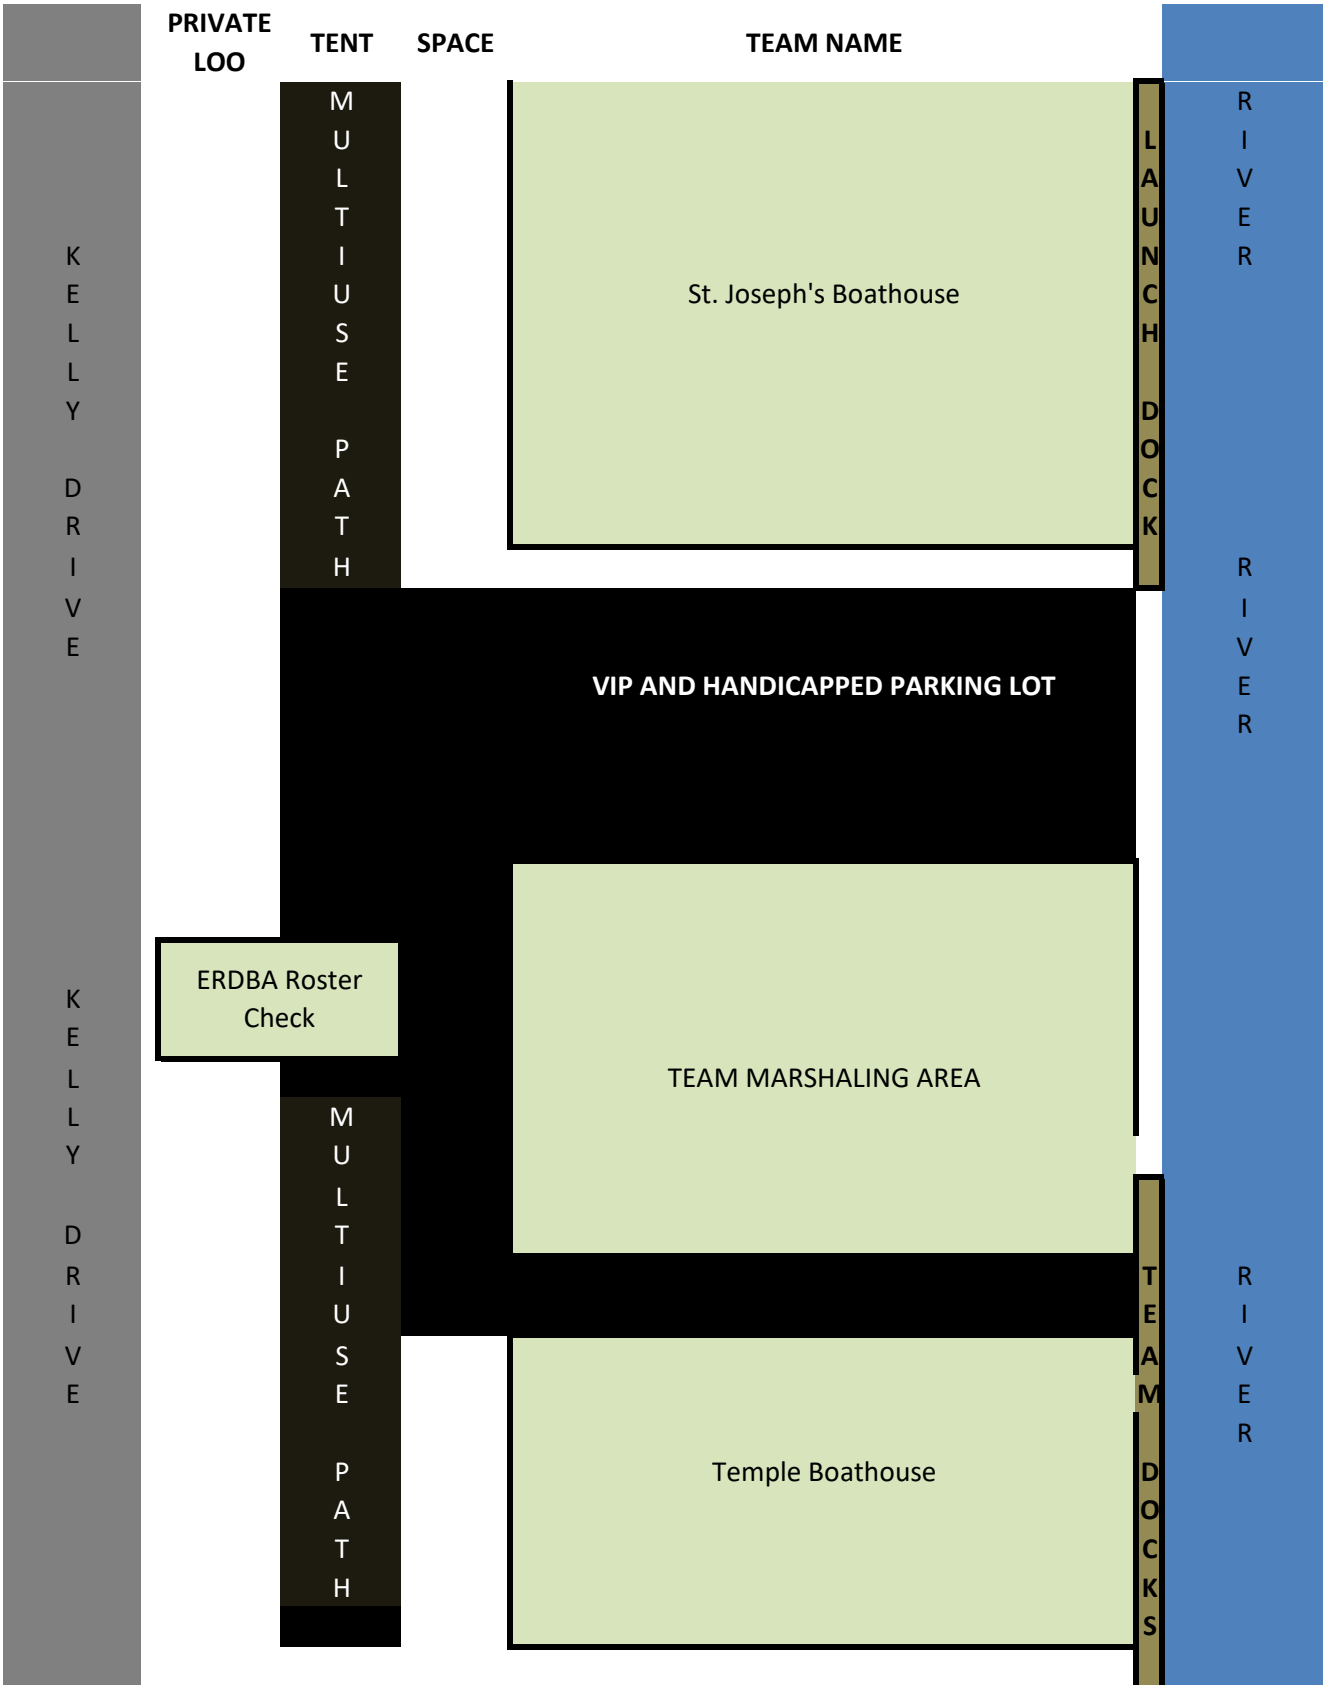 PRIVATE LOO
TENT
SPACE
TEAM NAME
KELLY DRIVE
MULTIUSE PATH
St. Joseph's Boathouse
LAUNCH DOCK
RIVER
RIVER
VIP AND HANDICAPPED PARKING LOT
ERDBA Roster
Check
TEAM MARSHALING AREA
KELLY DRIVE
MULTIUSE PATH
Temple Boathouse
TEAM DOCKS
RIVER